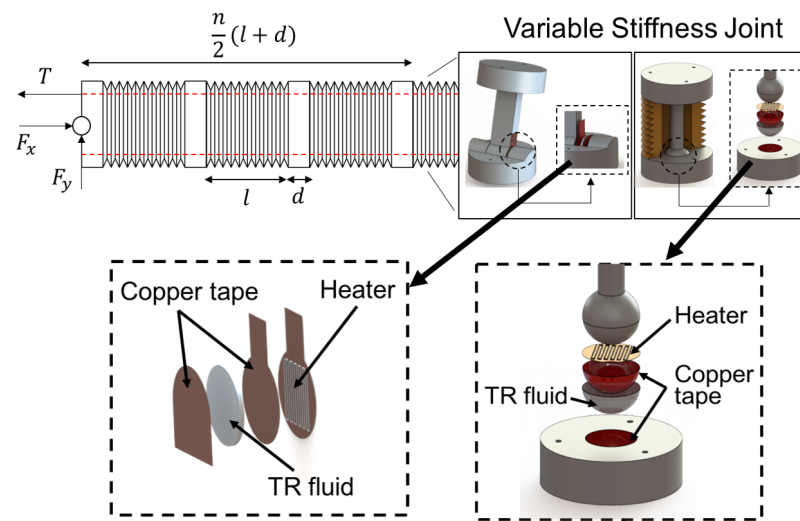 Variable Stiffness Joint
n/2 (l + d)
T
F_x
F_y
l
d
Copper tape
Heater
TR fluid
Heater
Copper
tape
TR fluid